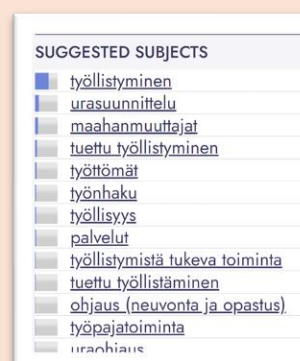 SUGGESTED SUBJECTS
työllistyminen
urasuunnittelu
maahanmuuttajat
tuettu työllistyminen
työttömät
työnhaku
työllisyys
palvelut
työllistymistä tukeva toiminta
tuettu työllistäminen
ohjaus (neuvonta ja opastus)
työpajatoiminta
uraohjaus